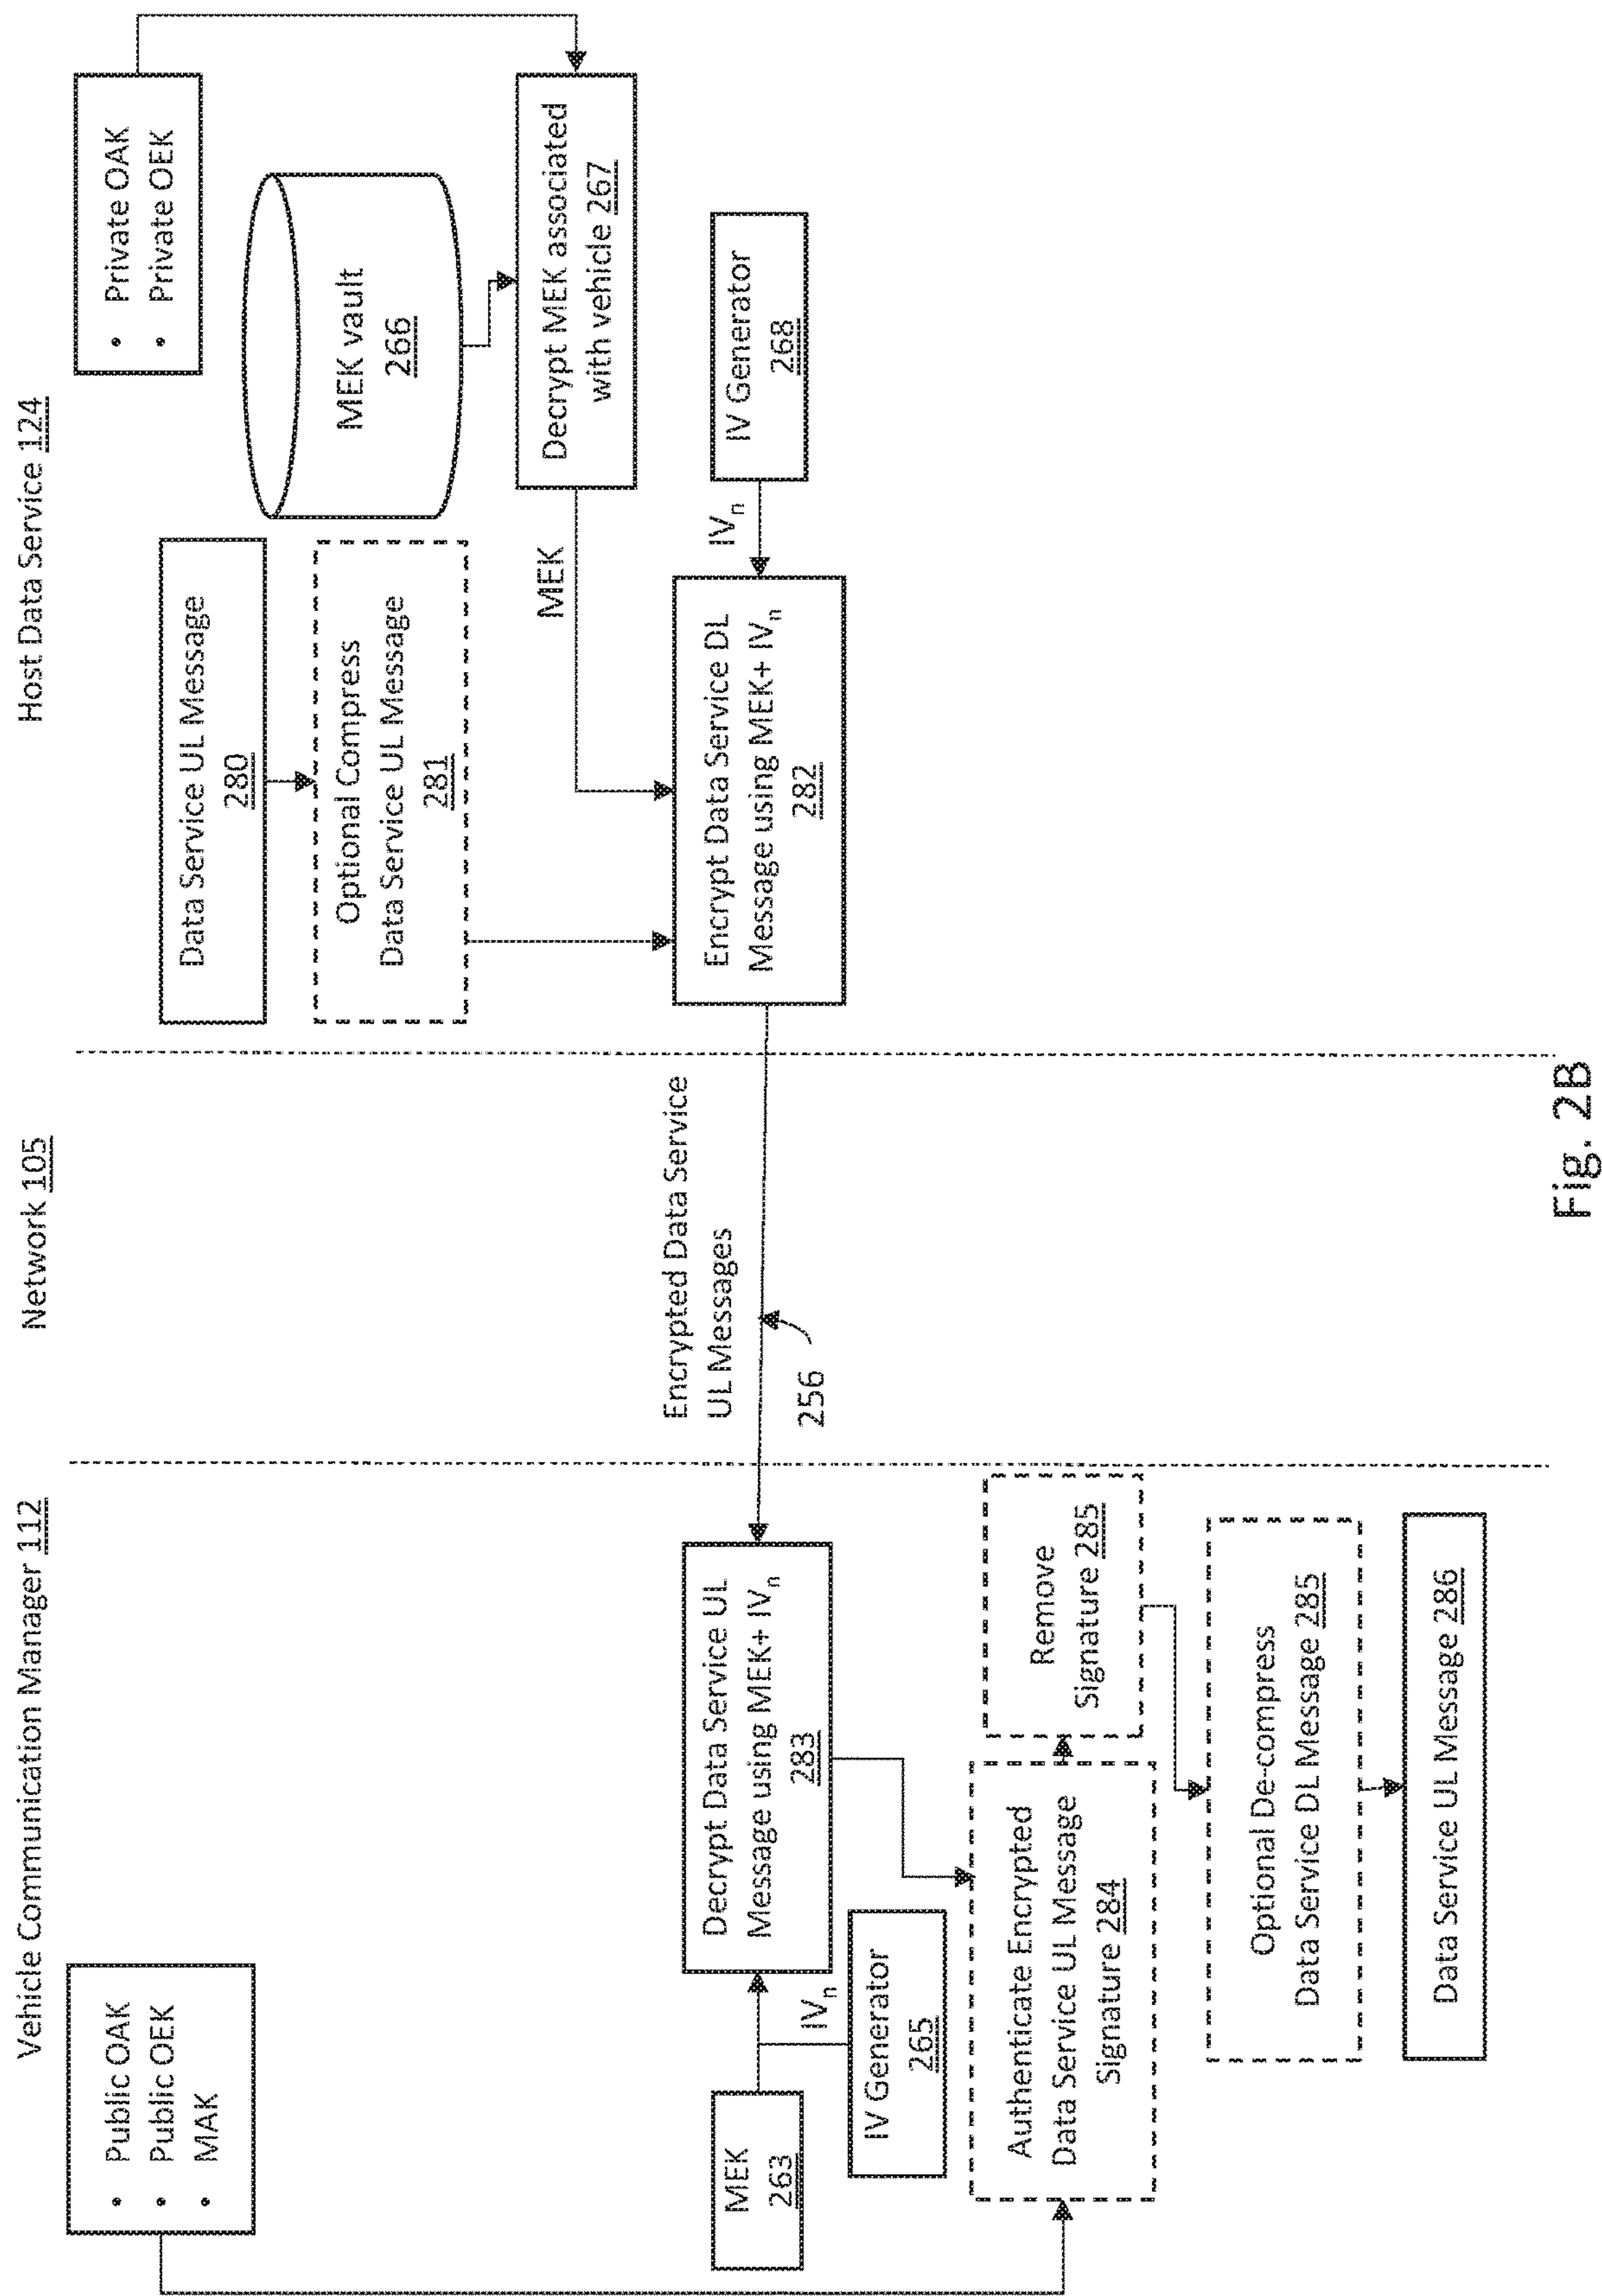 Vehicle Communication Manager 112
Network 105
Host Data Service 124
• Public OAK
• Public OEK
• MAK
MEK
263
IVn
IV Generator
265
Decrypt Data Service UL
Message using MEK+ IVn
283
Authenticate Encrypted
Data Service UL Message
Signature 284
Remove
Signature 285
Optional De-compress
Data Service DL Message 285
Data Service UL Message 286
Encrypted Data Service
UL Messages
256
Data Service UL Message
280
Optional Compress
Data Service UL Message
281
MEK
Encrypt Data Service DL
Message using MEK+ IVn
282
IVn
• Private OAK
• Private OEK
MEK vault
266
Decrypt MEK associated
with vehicle 267
IV Generator
268
Fig. 2B